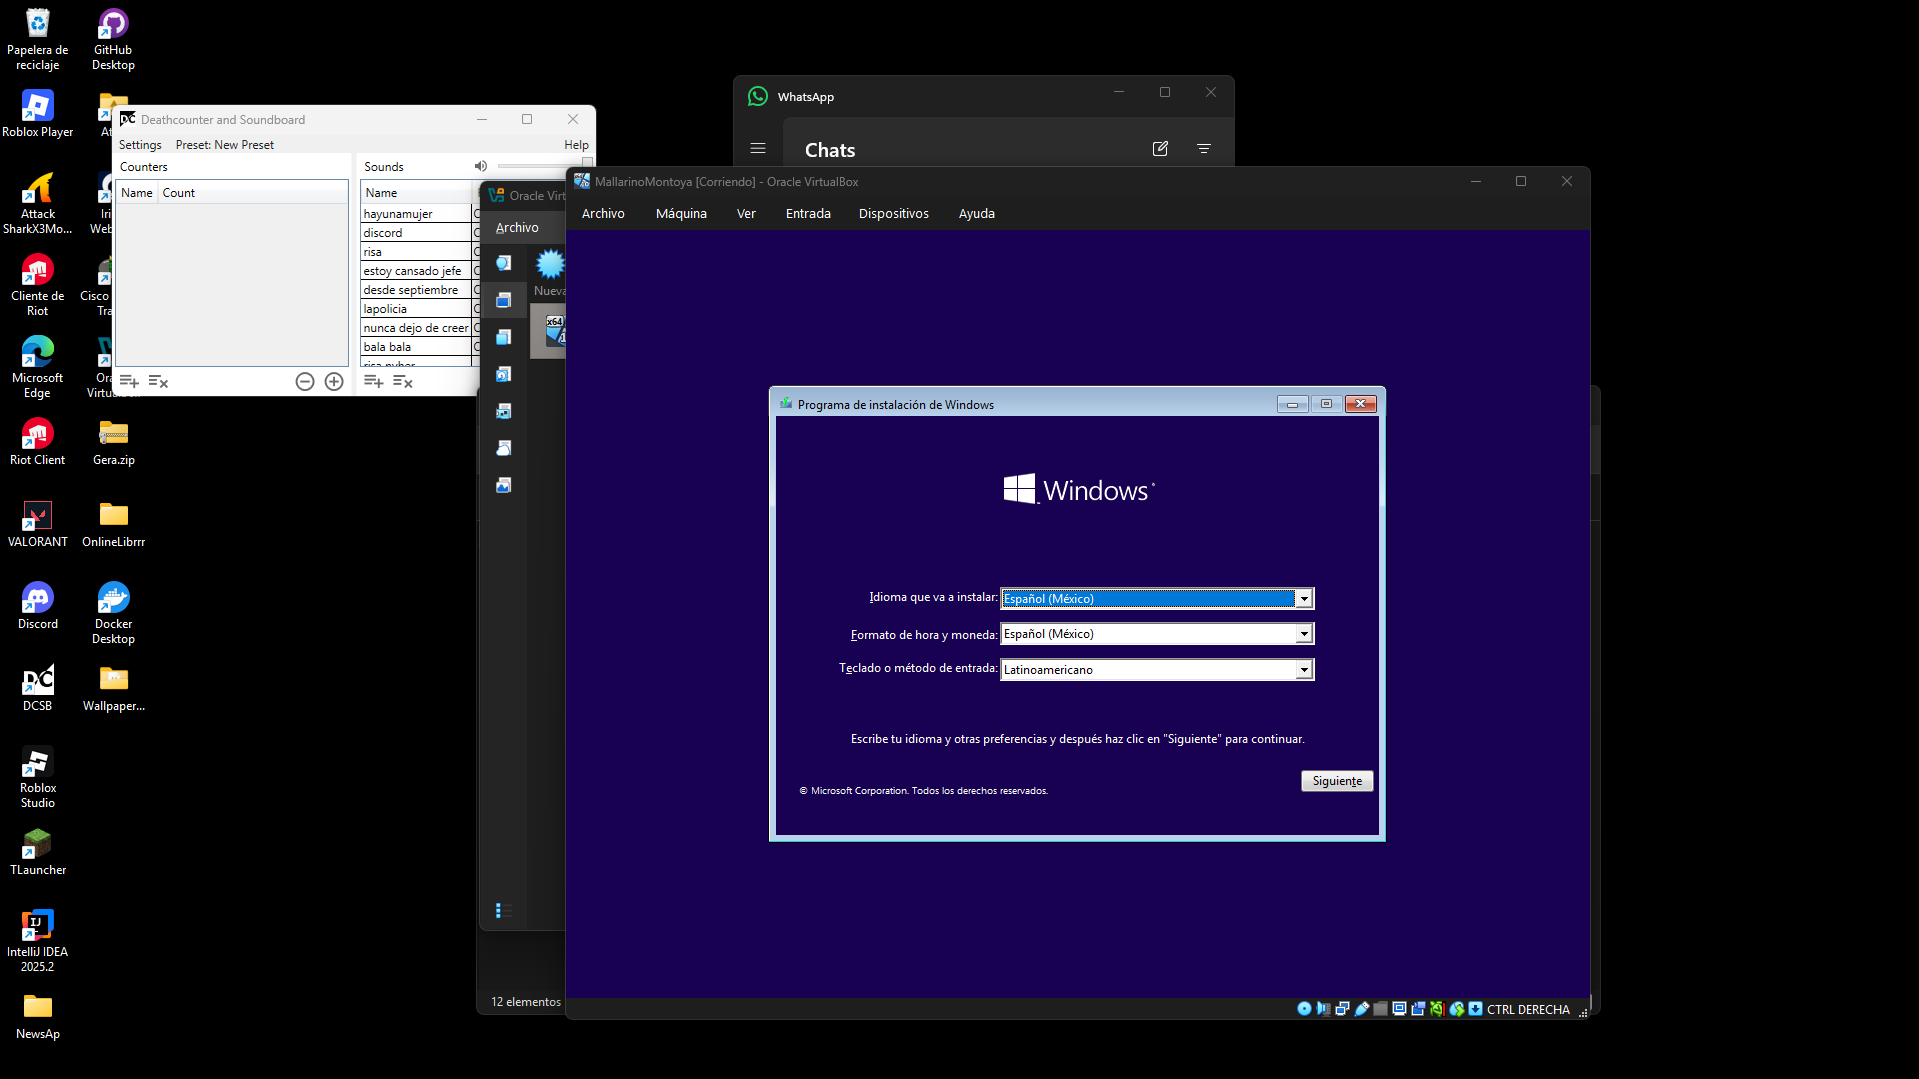 Papelera de
reciclaje
GitHub
Desktop
Roblox Player
At
Attack
SharkX3Mo...
Iri
Web
Cliente de
Riot
Cisco
Tra
Microsoft
Edge
Ora
Riot Client
Gera.zip
VALORANT
OnlineLibrrr
Discord
Docker
Desktop
DCSB
Wallpaper...
Roblox
Studio
TLauncher
IntelliJ IDEA
2025.2
NewsAp
Deathcounter and Soundboard
Settings
Preset: New Preset
Help
Counters
Name
Count
Sounds
Name
hayunamujer
discord
risa
estoy cansado jefe
desde septiembre
lapolicia
nunca dejo de creer
bala bala
WhatsApp
Chats
Oracle Virt
Archivo
Nueva
x64
12 elementos
MallarinoMontoya [Corriendo] - Oracle VirtualBox
Archivo
Máquina
Ver
Entrada
Dispositivos
Ayuda
Programa de instalación de Windows
Windows
Idioma que va a instalar:
Español (México)
Formato de hora y moneda:
Español (México)
Teclado o método de entrada:
Latinoamericano
Escribe tu idioma y otras preferencias y después haz clic en "Siguiente" para continuar.
© Microsoft Corporation. Todos los derechos reservados.
Siguiente
CTRL DERECHA